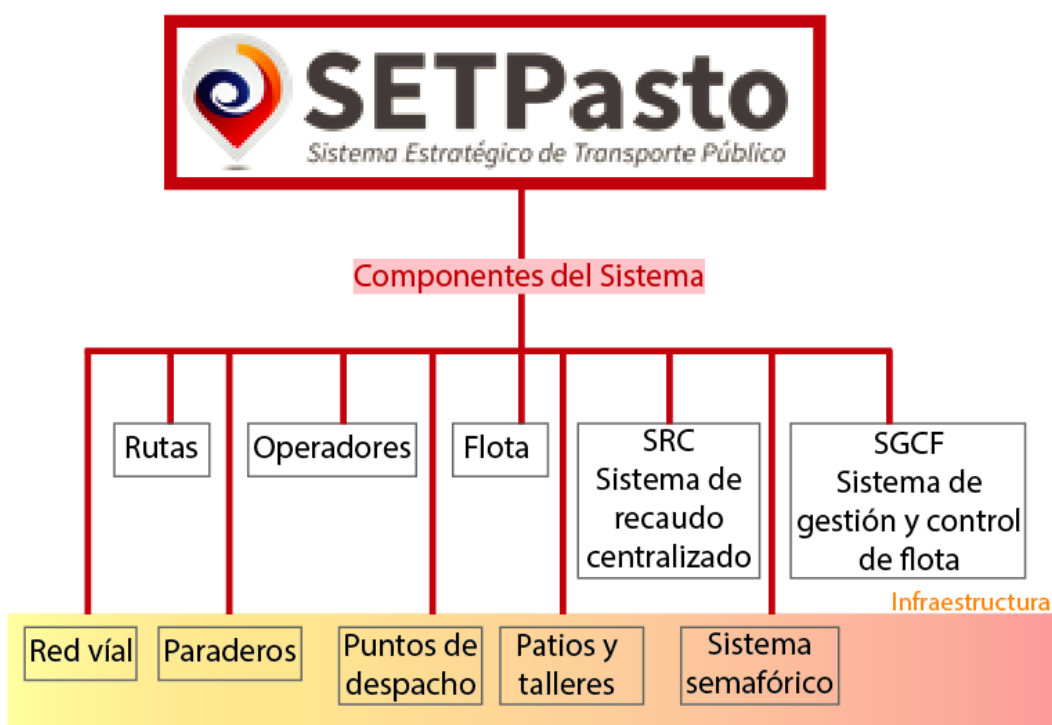 SETPasto
Sistema Estratégico de Transporte Público
Componentes del Sistema
Rutas
Operadores
Flota
SRC
Sistema de
recaudo
centralizado
SGCF
Sistema de
gestión y control
de flota
Infraestructura
Red víal
Paraderos
Puntos de
despacho
Patios y
talleres
Sistema
semafórico